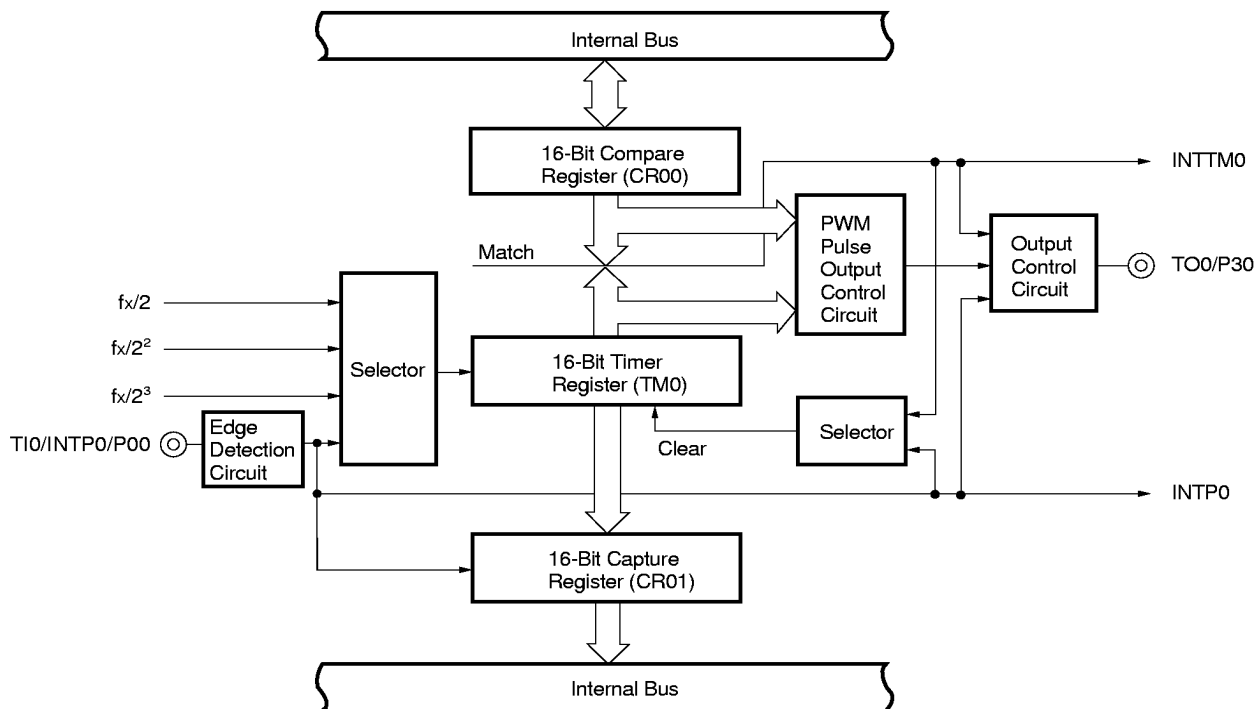 Internal Bus
16-Bit Compare
Register (CR00)
INTTM0
PWM
Pulse
Output
Control
Circuit
Output
Control
Circuit
Match
TO0/P30
fx/2
fx/2²
fx/2³
Selector
16-Bit Timer
Register (TM0)
TI0/INTP0/P00
Edge
Detection
Circuit
Clear
Selector
INTP0
16-Bit Capture
Register (CR01)
Internal Bus